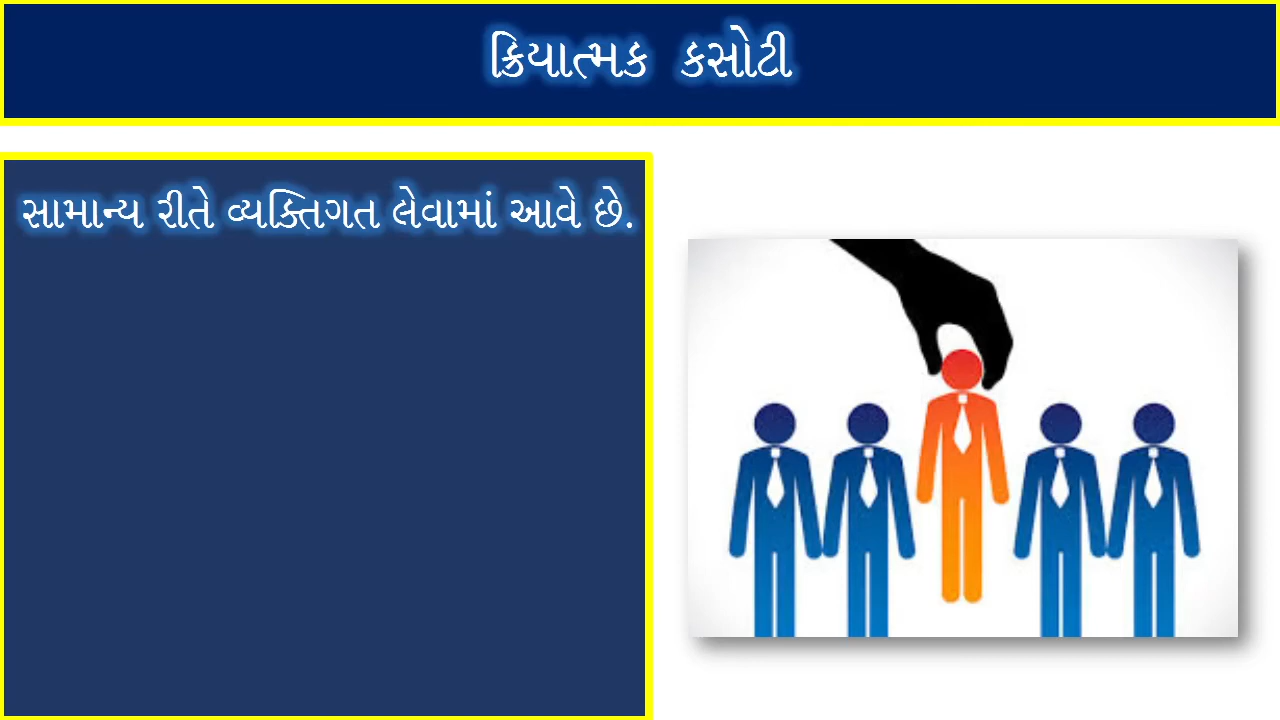 ક્રિયાત્મક કસોટી
સામાન્ય રીતે વ્યક્તિગત લેવામાં આવે છે.